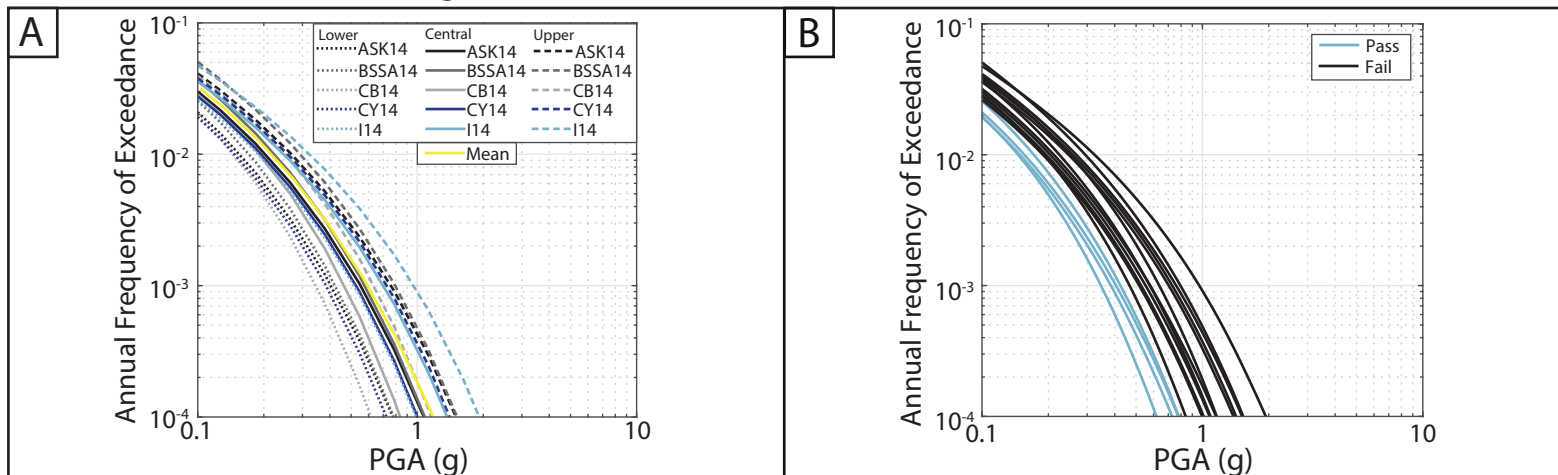 A
Annual Frequency of Exceedance
10-1
10-2
10-3
10-4
0.1
1
10
PGA (g)
Lower Central Upper
ASK14 ASK14 ASK14
BSSA14 BSSA14 BSSA14
CB14 CB14 CB14
CY14 CY14 CY14
I14 I14 I14
Mean
B
Annual Frequency of Exceedance
10-1
10-2
10-3
10-4
0.1
1
10
PGA (g)
Pass
Fail